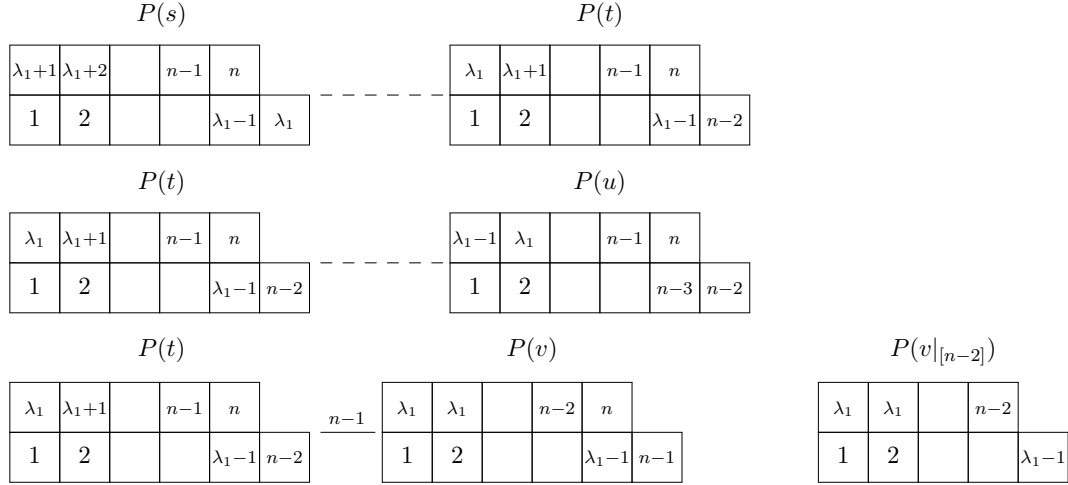 P(s) P(t)
λ₁+1 λ₁+2 n−1 n λ₁ λ₁+1 n−1 n
1 2 λ₁−1 λ₁ 1 2 λ₁−1 n−2
P(t) P(u)
λ₁ λ₁+1 n−1 n λ₁−1 λ₁ n−1 n
1 2 λ₁−1 n−2 1 2 n−3 n−2
P(t) P(v) P(v|[n−2])
λ₁ λ₁+1 n−1 n λ₁ λ₁ n−2 n λ₁ λ₁ n−2
n−1
1 2 λ₁−1 n−2 1 2 λ₁−1 n−1 1 2 λ₁−1